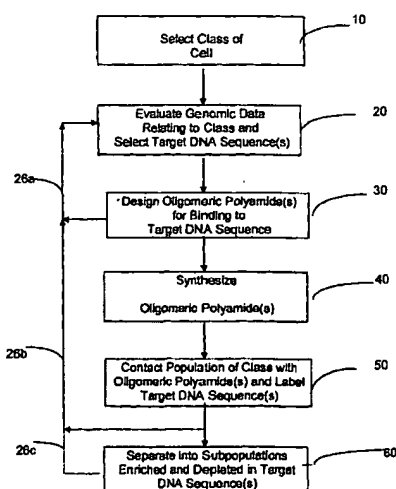 10
Select Class of
Cell
20
Evaluate Genomic Data
Relating to Class and
Select Target DNA Sequence(s)
26a
30
Design Oligomeric Polyamide(s)
for Binding to
Target DNA Sequence
40
Synthesize
Oligomeric Polyamide(s)
26b
50
Contact Population of Class with
Oligomeric Polyamide(s) and Label
Target DNA Sequence(s)
26c
60
Separate into Subpopulations
Enriched and Depleted in Target
DNA Sequence(s)